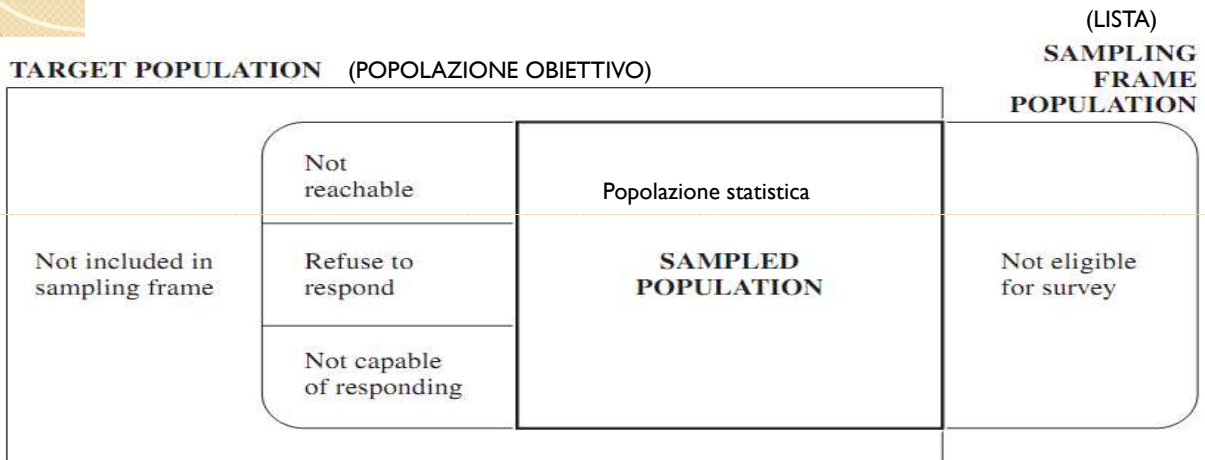 (LISTA)
SAMPLING
FRAME
POPULATION
TARGET POPULATION (POPOLAZIONE OBIETTIVO)
Not
reachable
Popolazione statistica
Not included in
sampling frame
Refuse to
respond
SAMPLED
POPULATION
Not eligible
for survey
Not capable
of responding